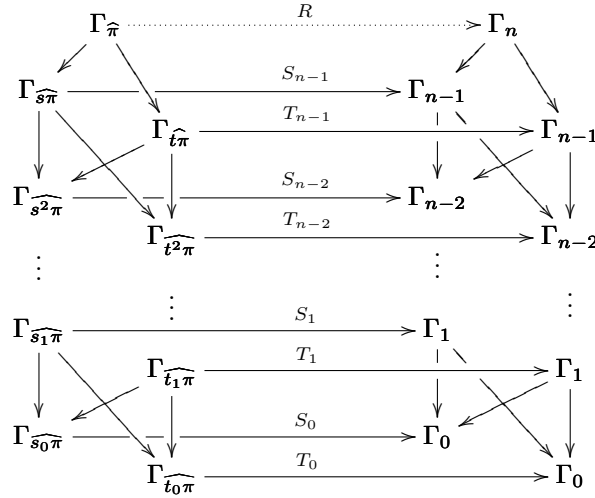 R
Γ_{\widehat{π}} Γ_n
S_{n−1}
Γ_{\widehat{sπ}} Γ_{n−1}
T_{n−1}
Γ_{\widehat{tπ}} Γ_{n−1}
S_{n−2}
Γ_{\widehat{s^2π}} Γ_{n−2}
T_{n−2}
Γ_{\widehat{t^2π}} Γ_{n−2}
⋮ ⋮
⋮ ⋮
S_1
Γ_{\widehat{s_1π}} Γ_1
T_1
Γ_{\widehat{t_1π}} Γ_1
S_0
Γ_{\widehat{s_0π}} Γ_0
T_0
Γ_{\widehat{t_0π}} Γ_0